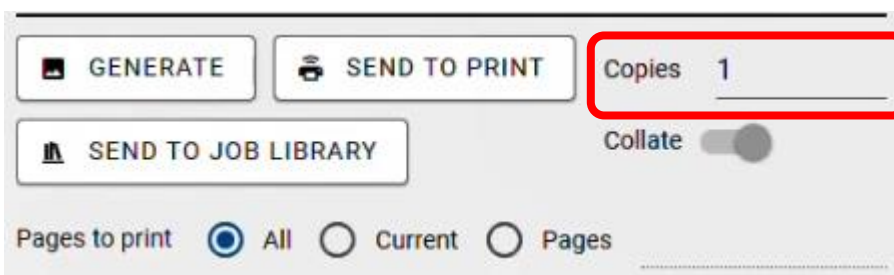 GENERATE SEND TO PRINT Copies 1
SEND TO JOB LIBRARY Collate
Pages to print All Current Pages